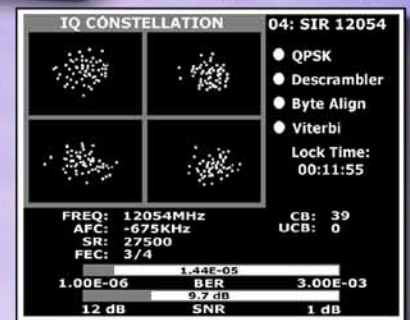 IQ CONSTELLATION
04: SIR 12054
QPSK
Descrambler
Byte Align
Viterbi
Lock Time:
00:11:55
FREQ: 12054MHz CB: 39
AFC: -675KHz UCB: 0
SR: 27500
FEC: 3/4
1.44E-05
1.00E-06 BER 3.00E-03
9.7 dB
12 dB SNR 1 dB